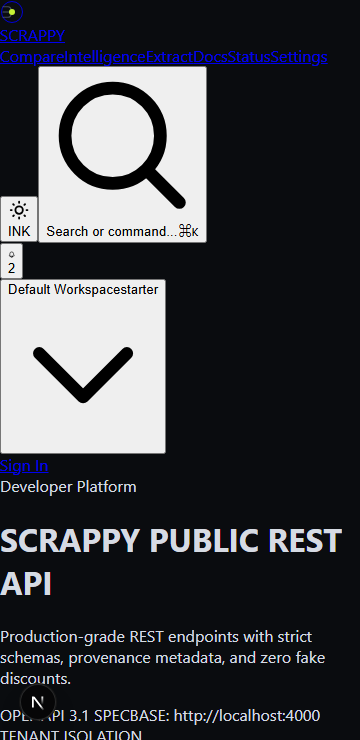 SCRAPPY
CompareIntelligenceExtractDocsStatusSettings
INK
Search or command...⌘K
2
Default Workspacestarter
Sign In
Developer Platform
SCRAPPY PUBLIC REST
API
Production-grade REST endpoints with strict
schemas, provenance metadata, and zero fake
discounts.
N
OPENAPI 3.1 SPECBASE: http://localhost:4000
TENANT ISOLATION